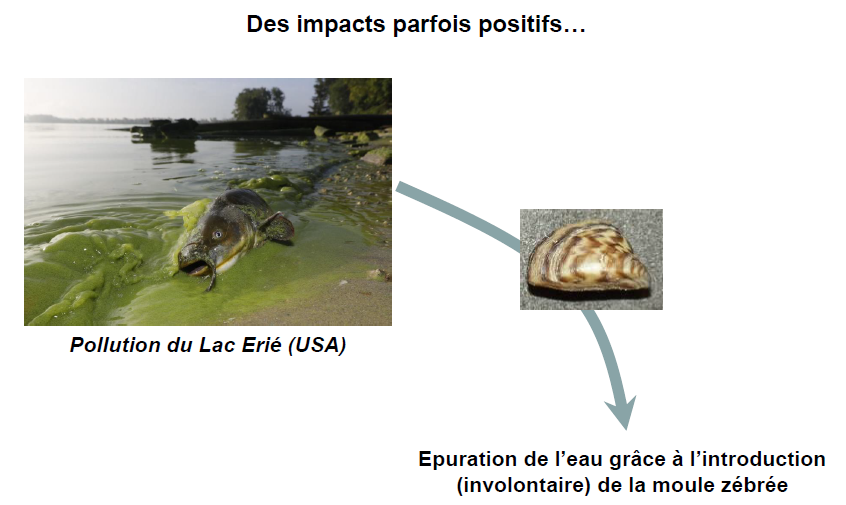 Des impacts parfois positifs…
Pollution du Lac Erié (USA)
Epuration de l’eau grâce à l’introduction
(involontaire) de la moule zébrée